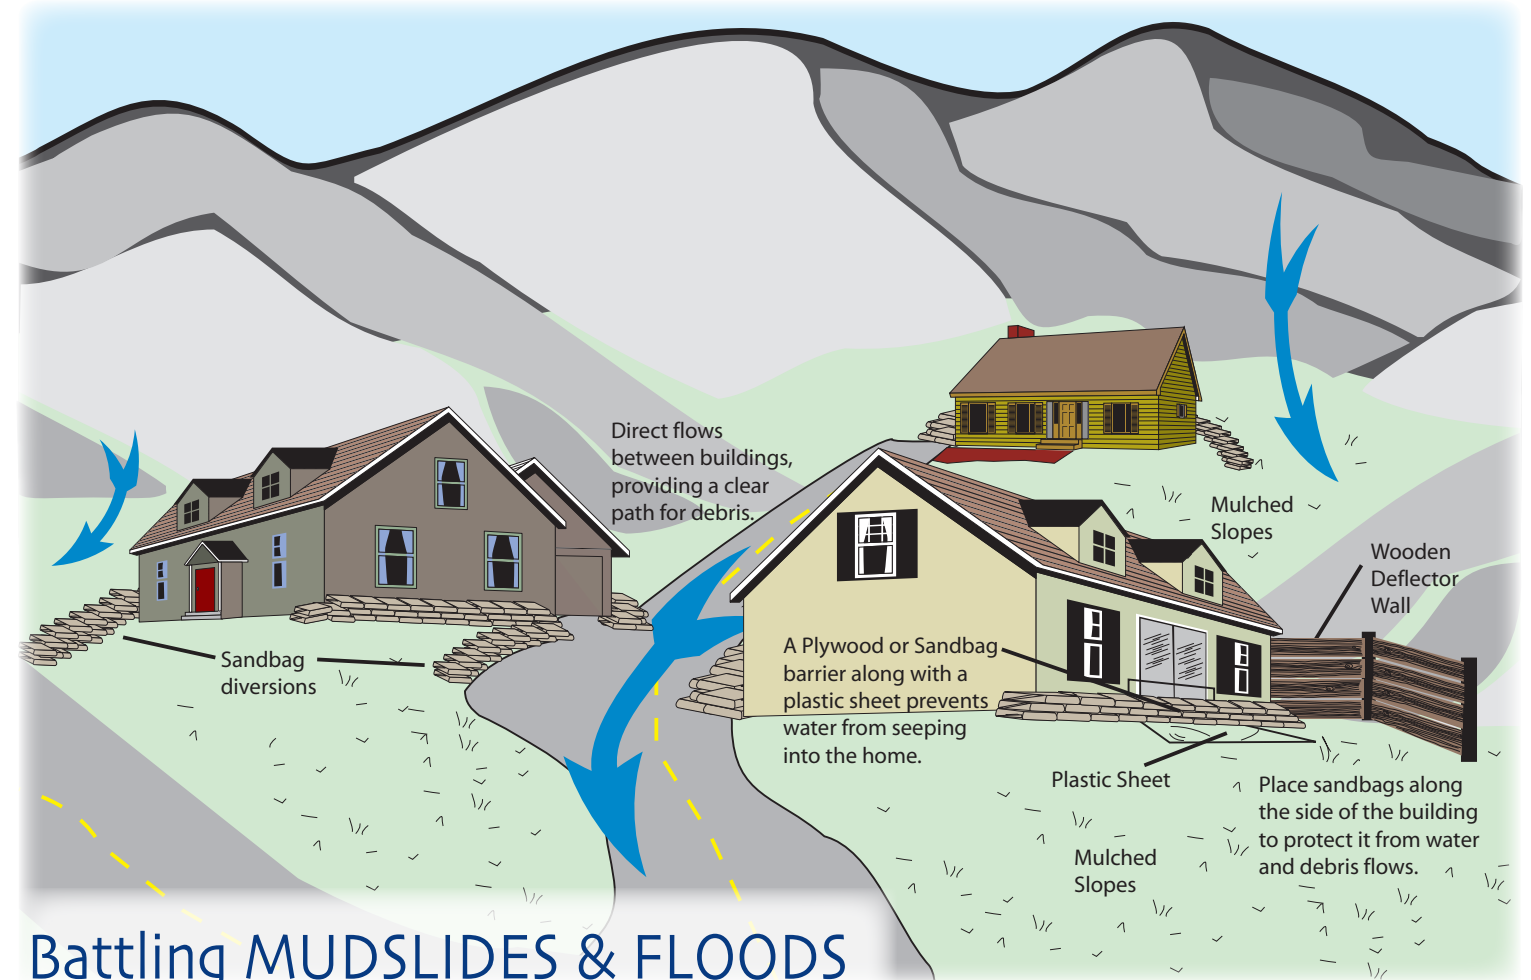 Direct flows
between buildings,
providing a clear
path for debris.
Mulched
Slopes
Wooden
Deflector
Wall
Sandbag
diversions
A Plywood or Sandbag
barrier along with a
plastic sheet prevents
water from seeping
into the home.
Plastic Sheet
Place sandbags along
the side of the building
to protect it from water
and debris flows.
Mulched
Slopes
Battling MUDSLIDES & FLOODS